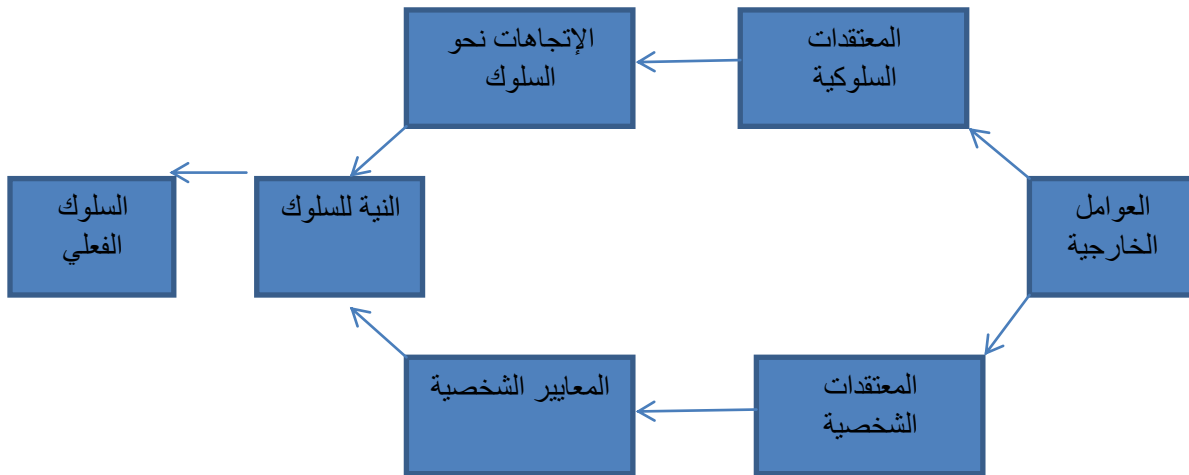 العوامل
الخارجية
المعتقدات
السلوكية
الإتجاهات نحو
السلوك
المعتقدات
الشخصية
المعايير الشخصية
النية للسلوك
السلوك
الفعلي